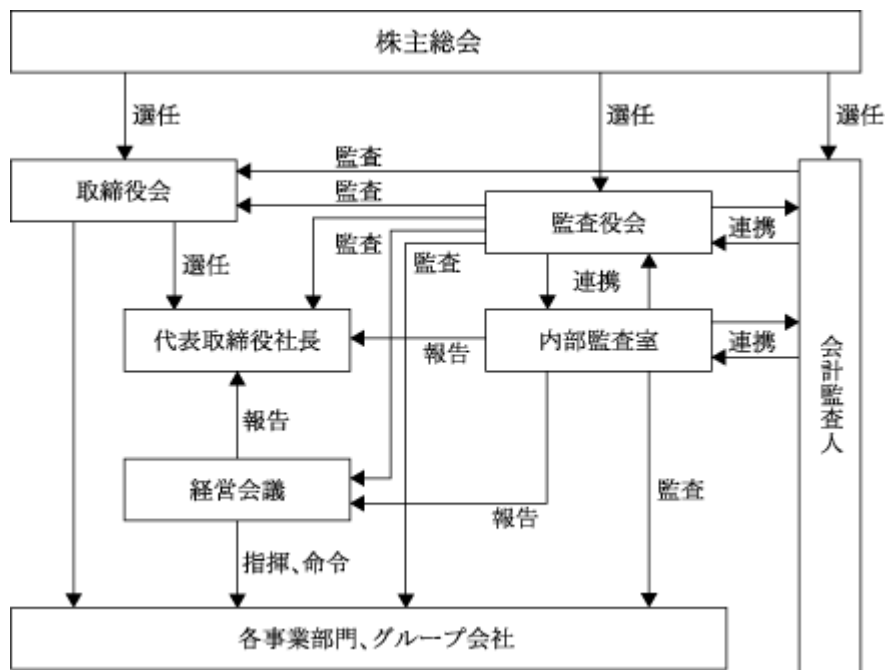 株主総会
選任
選任
選任
取締役会
監査
監査
監査役会
連携
監査
監査
選任
連携
代表取締役社長
報告
内部監査室
連携
会計監査人
報告
経営会議
報告
監査
指揮、命令
各事業部門、グループ会社